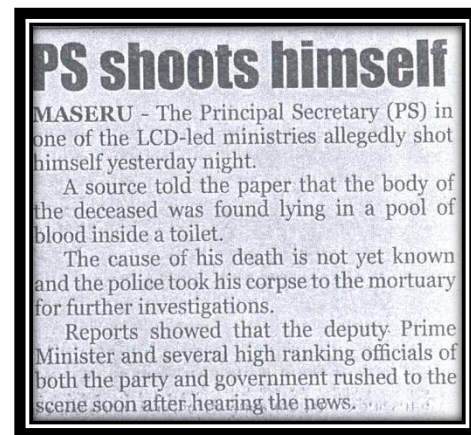 PS shoots himself
MASERU - The Principal Secretary (PS) in
one of the LCD-led ministries allegedly shot
himself yesterday night.
A source told the paper that the body of
the deceased was found lying in a pool of
blood inside a toilet.
The cause of his death is not yet known
and the police took his corpse to the mortuary
for further investigations.
Reports showed that the deputy Prime
Minister and several high ranking officials of
both the party and government rushed to the
scene soon after hearing the news.